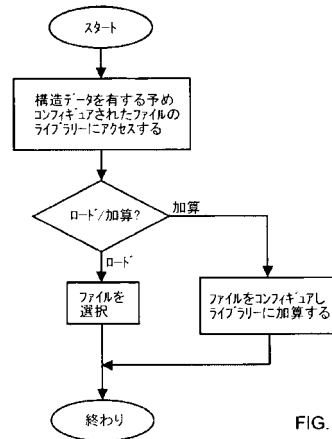 スタート
構造データを有する予め
コンフィギュアされたファイルの
ライブラリーにアクセスする
ロード/加算?
加算
ロード
ファイルを
選択
ファイルをコンフィギュアし
ライブラリーに加算する
終わり
FIG.